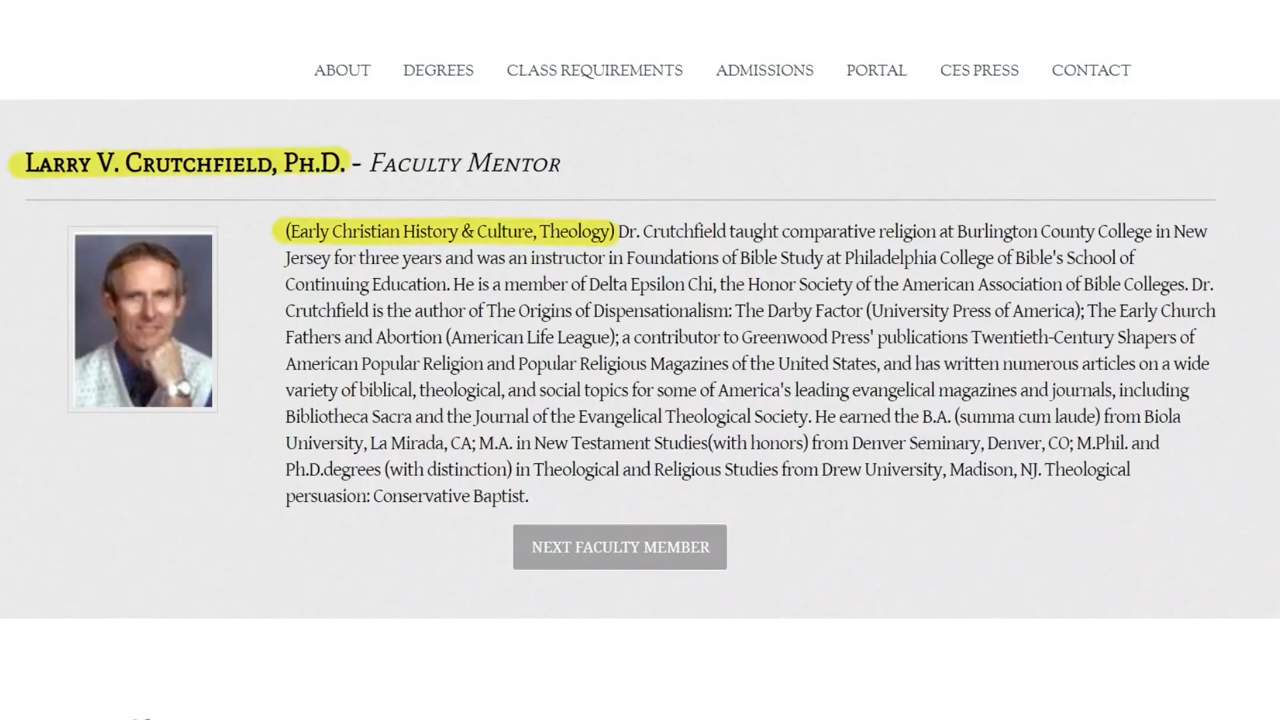 ABOUT DEGREES CLASS REQUIREMENTS ADMISSIONS PORTAL CES PRESS CONTACT
Larry V. Crutchfield, Ph.D. - Faculty Mentor
(Early Christian History & Culture, Theology) Dr. Crutchfield taught comparative religion at Burlington County College in New
Jersey for three years and was an instructor in Foundations of Bible Study at Philadelphia College of Bible's School of
Continuing Education. He is a member of Delta Epsilon Chi, the Honor Society of the American Association of Bible Colleges. Dr.
Crutchfield is the author of The Origins of Dispensationalism: The Darby Factor (University Press of America); The Early Church
Fathers and Abortion (American Life League); a contributor to Greenwood Press' publications Twentieth-Century Shapers of
American Popular Religion and Popular Religious Magazines of the United States, and has written numerous articles on a wide
variety of biblical, theological, and social topics for some of America's leading evangelical magazines and journals, including
Bibliotheca Sacra and the Journal of the Evangelical Theological Society. He earned the B.A. (summa cum laude) from Biola
University, La Mirada, CA; M.A. in New Testament Studies(with honors) from Denver Seminary, Denver, CO; M.Phil. and
Ph.D.degrees (with distinction) in Theological and Religious Studies from Drew University, Madison, NJ. Theological
persuasion: Conservative Baptist.
NEXT FACULTY MEMBER